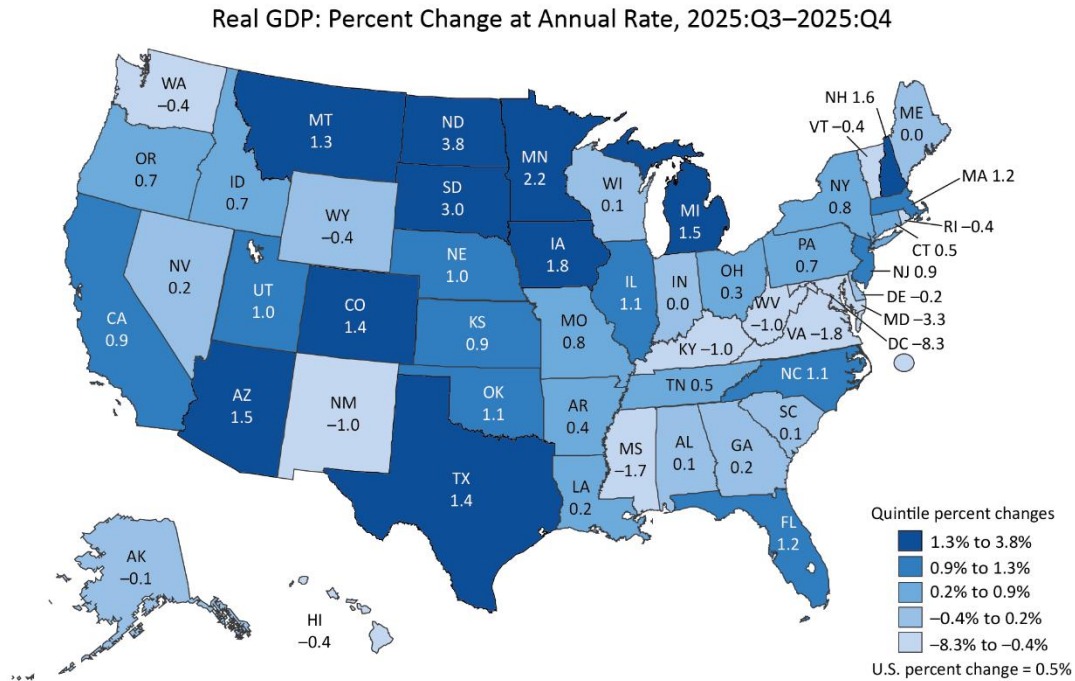 Real GDP: Percent Change at Annual Rate, 2025:Q3–2025:Q4
WA
–0.4
MT
1.3
ND
3.8
MN
2.2
NH 1.6
VT –0.4
ME
0.0
OR
0.7
ID
0.7
SD
3.0
WI
0.1
MI
1.5
NY
0.8
MA 1.2
RI –0.4
CT 0.5
WY
–0.4
NE
1.0
IA
1.8
PA
0.7
NJ 0.9
NV
0.2
UT
1.0
CO
1.4
IL
1.1
IN
0.0
OH
0.3
WV
–1.0
DE –0.2
MD –3.3
DC –8.3
CA
0.9
KS
0.9
MO
0.8
KY –1.0
VA –1.8
AZ
1.5
NM
–1.0
OK
1.1
AR
0.4
TN 0.5
NC 1.1
SC
0.1
TX
1.4
LA
0.2
MS
–1.7
AL
0.1
GA
0.2
FL
1.2
AK
–0.1
HI
–0.4
Quintile percent changes
1.3% to 3.8%
0.9% to 1.3%
0.2% to 0.9%
–0.4% to 0.2%
–8.3% to –0.4%
U.S. percent change = 0.5%